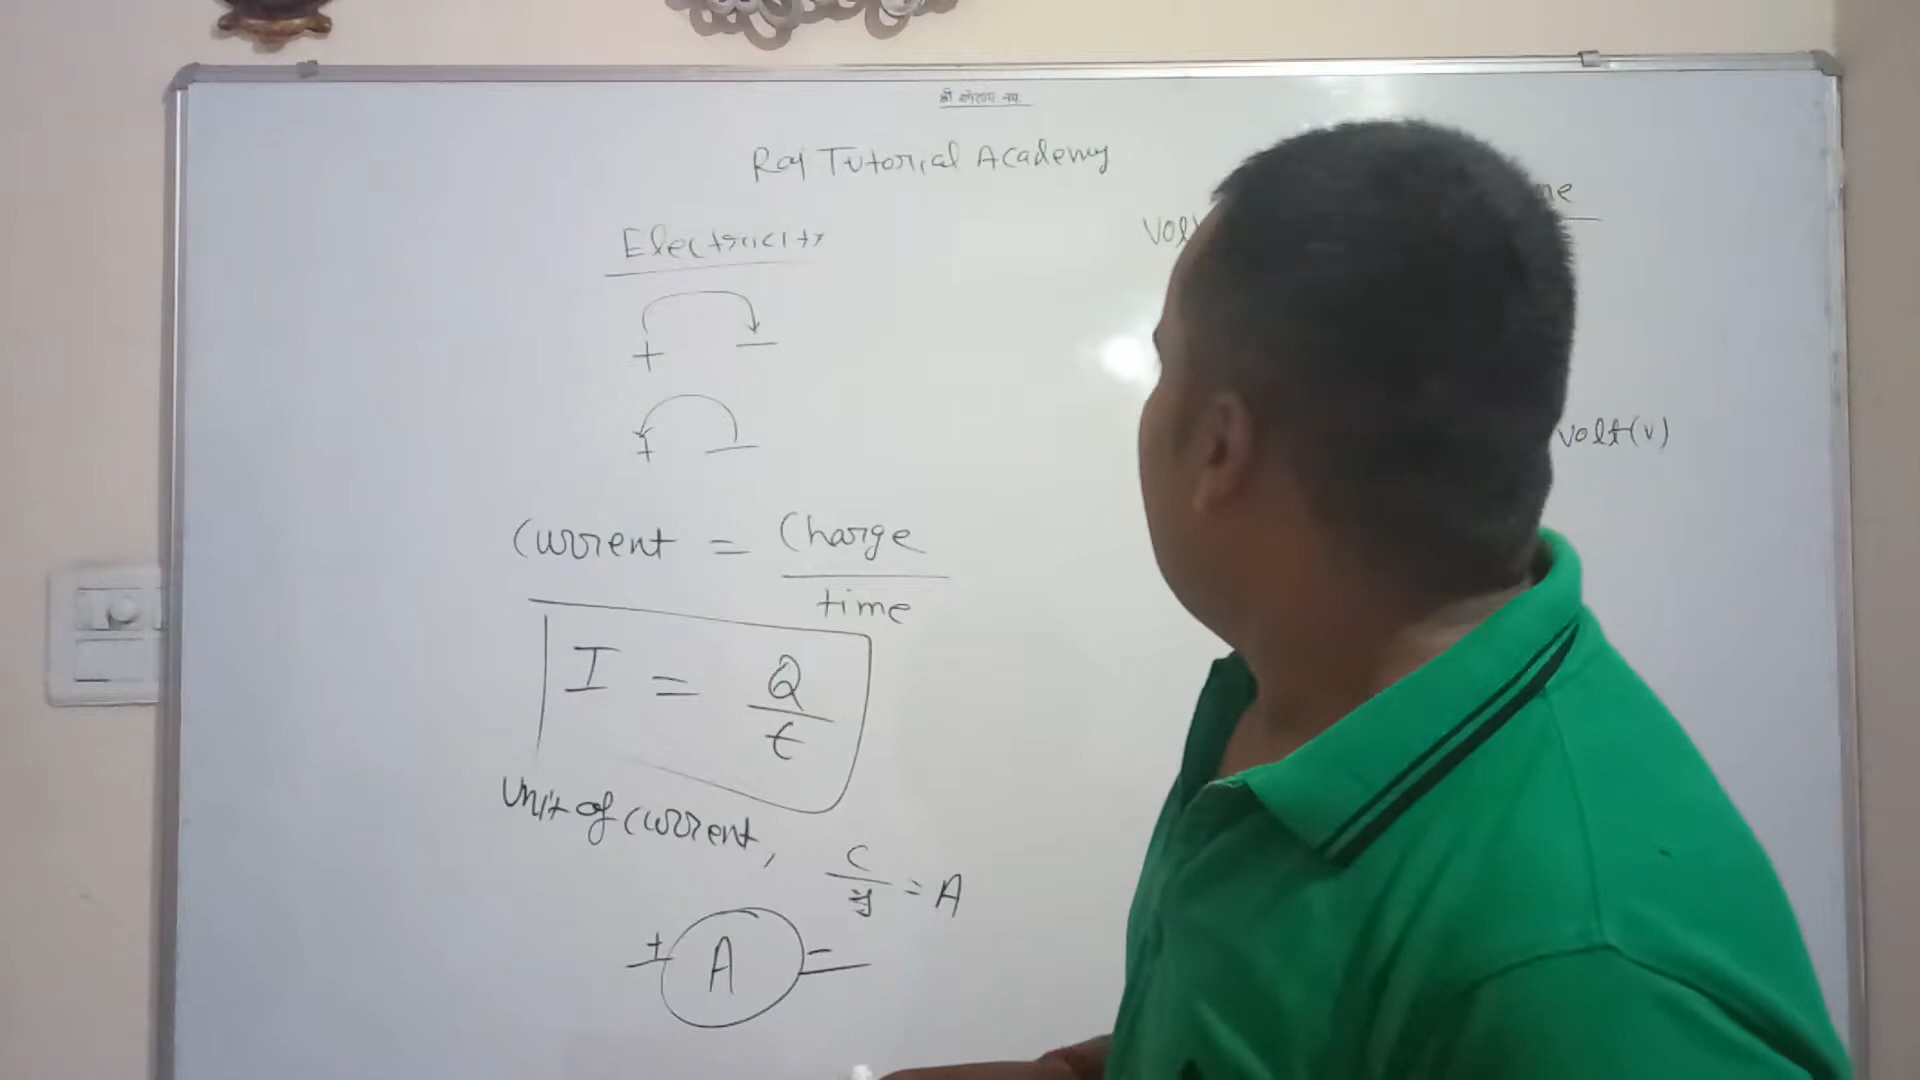 Raj Tutorial Academy
Electricity
+ –
+ –
Current = Charge
time
I = Q
t
Unit of current,
C
= A
+ A –
volt(v)